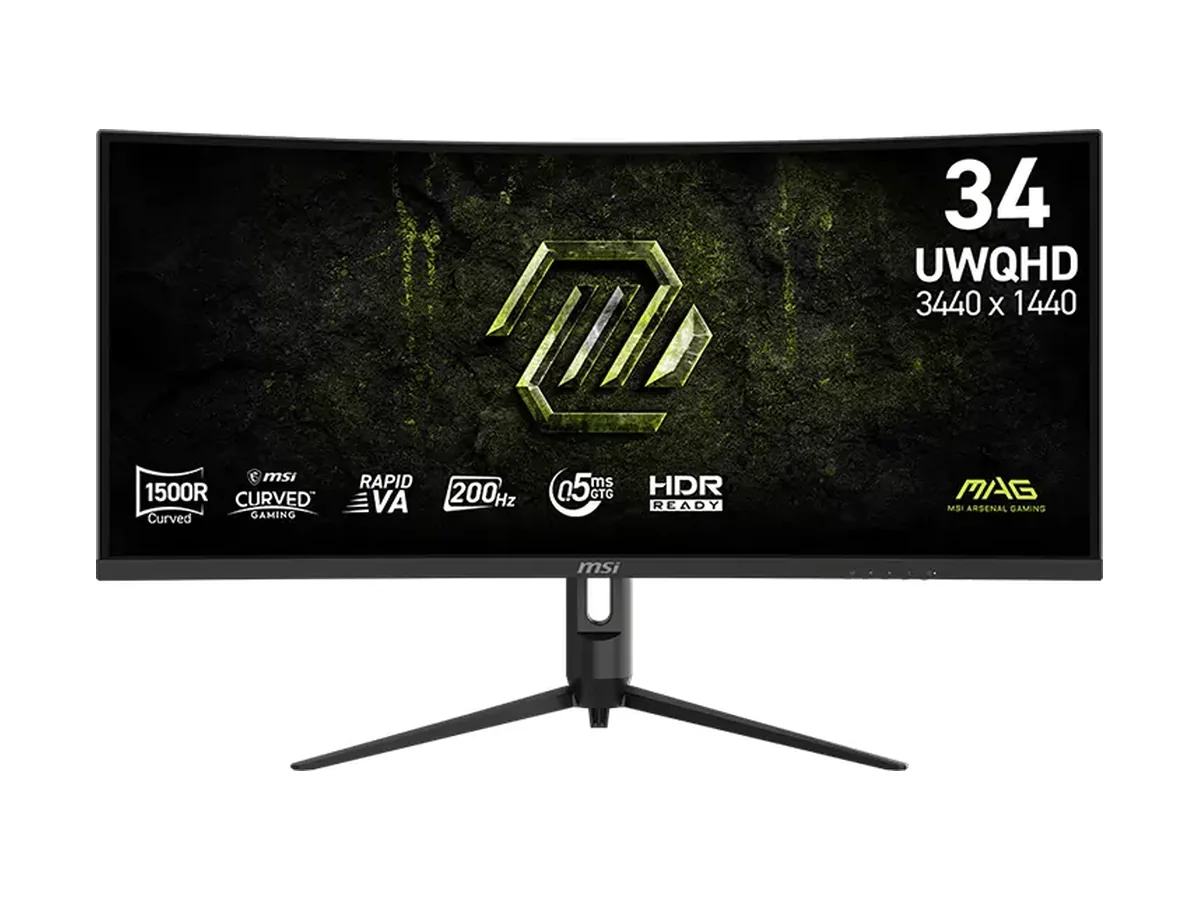 34
UWQHD
3440 x 1440
1500R
Curved
msi
CURVED™
GAMING
RAPID
VA
200Hz
0.5ms
GTG
HDR
READY
MAG
MSI ARSENAL GAMING
msi